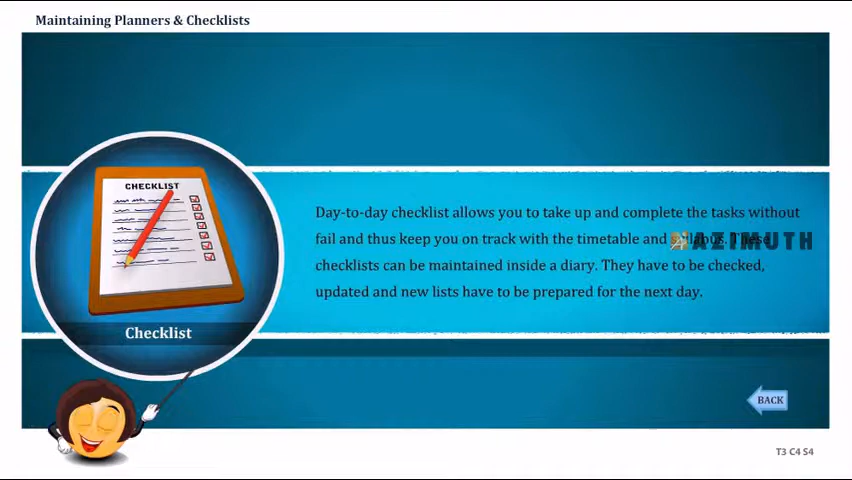 Maintaining Planners & Checklists
CHECKLIST
Day-to-day checklist allows you to take up and complete the tasks without
fail and thus keep you on track with the timetable and syllabus. These
AZIMUTH
checklists can be maintained inside a diary. They have to be checked,
updated and new lists have to be prepared for the next day.
Checklist
BACK
T3 C4 S4